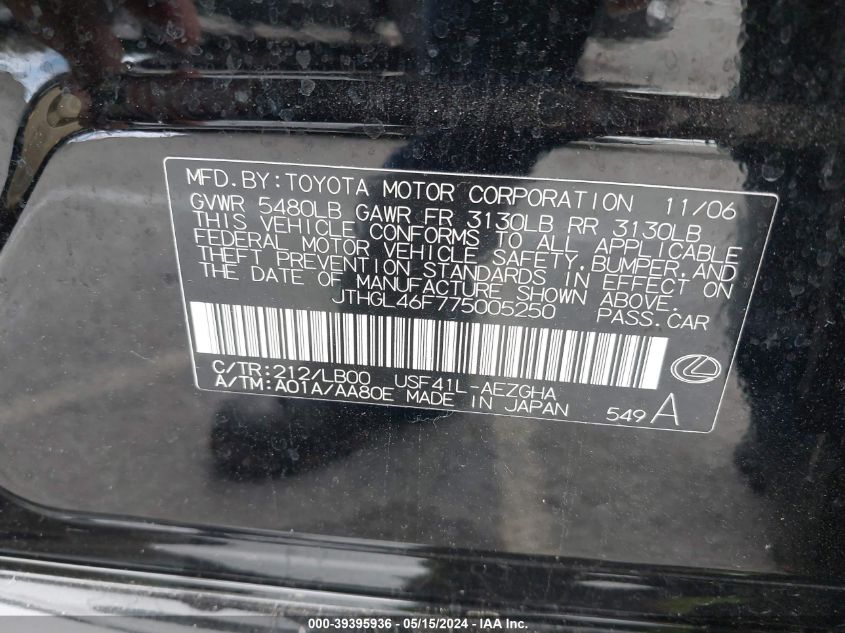 MFD.BY:TOYOTA MOTOR CORPORATION 11/06
GVWR 5480LB GAWR FR 3130LB RR 3130LB
THIS VEHICLE CONFORMS TO ALL APPLICABLE
FEDERAL MOTOR VEHICLE SAFETY,BUMPER,AND
THEFT PREVENTION STANDARDS IN EFFECT ON
THE DATE OF MANUFACTURE SHOWN ABOVE.
JTHGL46F775005250 PASS.CAR
C/TR:212/LB00 USF41L-AEZGHA
A/TM:A01A/AA80E MADE IN JAPAN 549 A
000-39395936 - 05/15/2024 - IAA Inc.